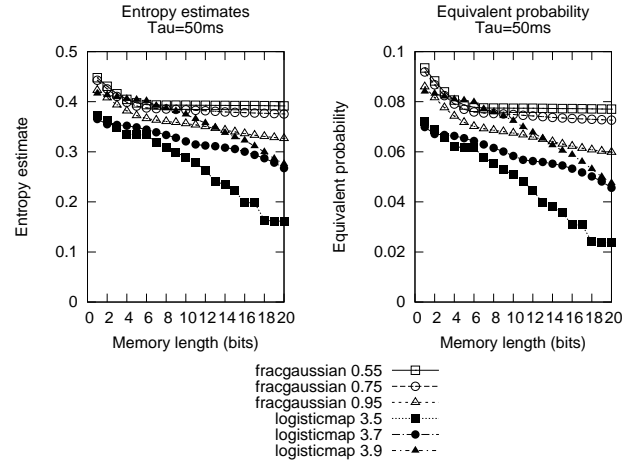 Entropy estimates
Tau=50ms
Entropy estimate
0.5
0.4
0.3
0.2
0.1
0
0 2 4 6 8 10 12 14 16 18 20
Memory length (bits)
Equivalent probability
Tau=50ms
Equivalent probability
0.1
0.08
0.06
0.04
0.02
0
0 2 4 6 8 10 12 14 16 18 20
Memory length (bits)
fracgaussian 0.55
fracgaussian 0.75
fracgaussian 0.95
logisticmap 3.5
logisticmap 3.7
logisticmap 3.9